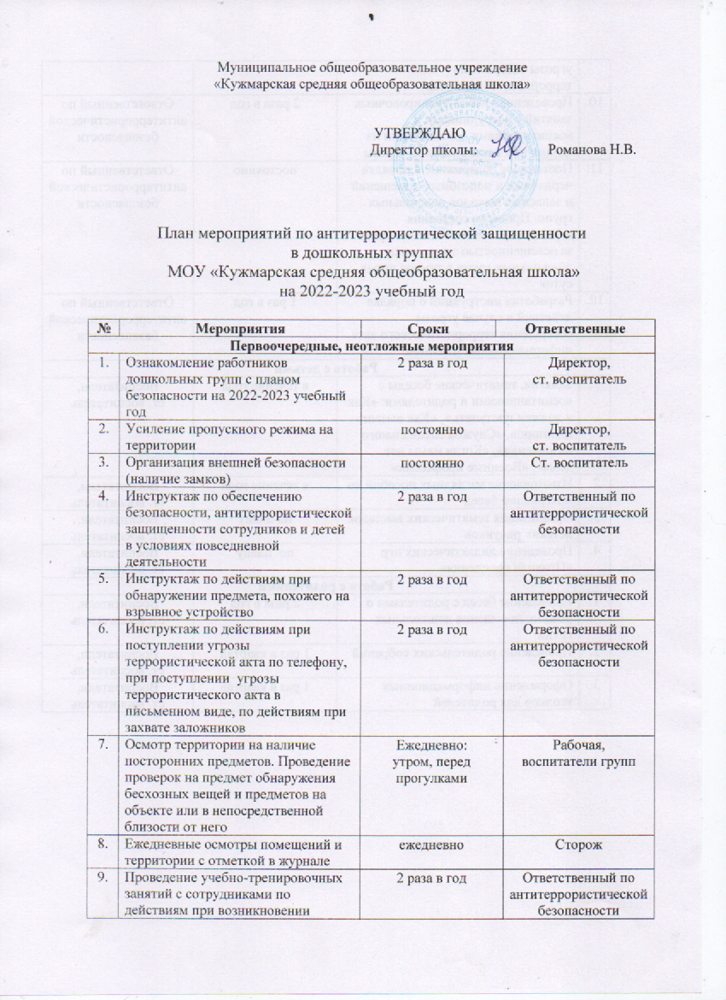 Муниципальное общеобразовательное учреждение
«Кужмарская средняя общеобразовательная школа»
УТВЕРЖДАЮ
Директор школы: Романова Н.В.
План мероприятий по антитеррористической защищенности
в дошкольных группах
МОУ «Кужмарская средняя общеобразовательная школа»
на 2022-2023 учебный год
№ Мероприятия Сроки Ответственные
Первоочередные, неотложные мероприятия
1. Ознакомление работников 2 раза в год Директор,
дошкольных групп с планом ст. воспитатель
безопасности на 2022-2023 учебный
год
2. Усиление пропускного режима на постоянно Директор,
территории ст. воспитатель
3. Организация внешней безопасности постоянно Ст. воспитатель
(наличие замков)
4. Инструктаж по обеспечению 2 раза в год Ответственный по
безопасности, антитеррористической антитеррористической
защищенности сотрудников и детей безопасности
в условиях повседневной
деятельности
5. Инструктаж по действиям при 2 раза в год Ответственный по
обнаружении предмета, похожего на антитеррористической
взрывное устройство безопасности
6. Инструктаж по действиям при 2 раза в год Ответственный по
поступлении угрозы антитеррористической
террористической акта по телефону, безопасности
при поступлении угрозы
террористического акта в
письменном виде, по действиям при
захвате заложников
7. Осмотр территории на наличие Ежедневно: Рабочая,
посторонних предметов. Проведение утром, перед воспитатели групп
проверок на предмет обнаружения прогулками
бесхозных вещей и предметов на
объекте или в непосредственной
близости от него
8. Ежедневные осмотры помещений и ежедневно Сторож
территории с отметкой в журнале
9. Проведение учебно-тренировочных 2 раза в год Ответственный по
занятий с сотрудниками по антитеррористической
действиям при возникновении безопасности